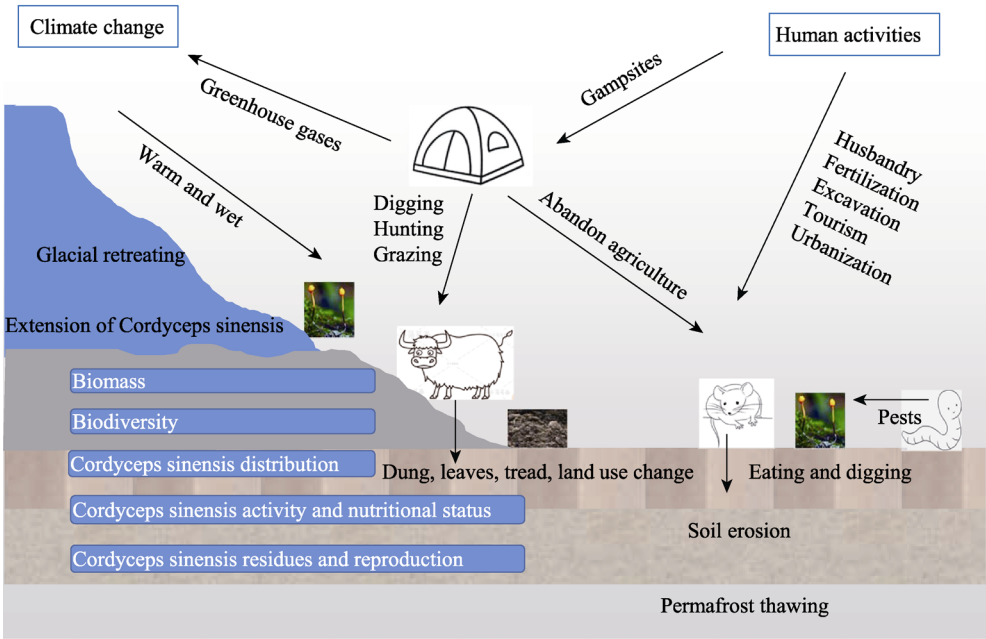 Climate change
Human activities
Gampsites
Greenhouse gases
Warm and wet
Husbandry
Fertilization
Excavation
Tourism
Urbanization
Digging
Hunting
Grazing
Abandon agriculture
Glacial retreating
Extension of Cordyceps sinensis
Biomass
Biodiversity
Pests
Cordyceps sinensis distribution
Dung, leaves, tread, land use change
Eating and digging
Cordyceps sinensis activity and nutritional status
Soil erosion
Cordyceps sinensis residues and reproduction
Permafrost thawing